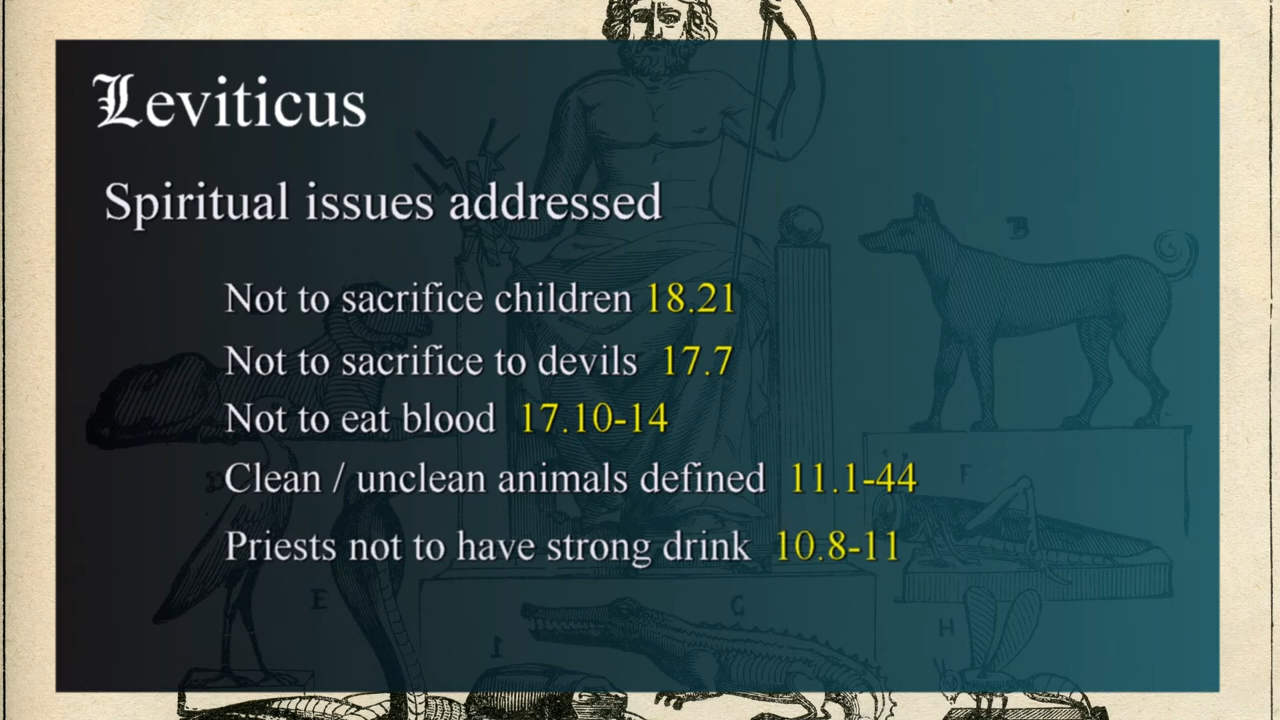 Leviticus
Spiritual issues addressed
Not to sacrifice children 18.21
Not to sacrifice to devils 17.7
Not to eat blood 17.10-14
Clean / unclean animals defined 11.1-44
Priests not to have strong drink 10.8-11
B
D
F
E
G
I
H